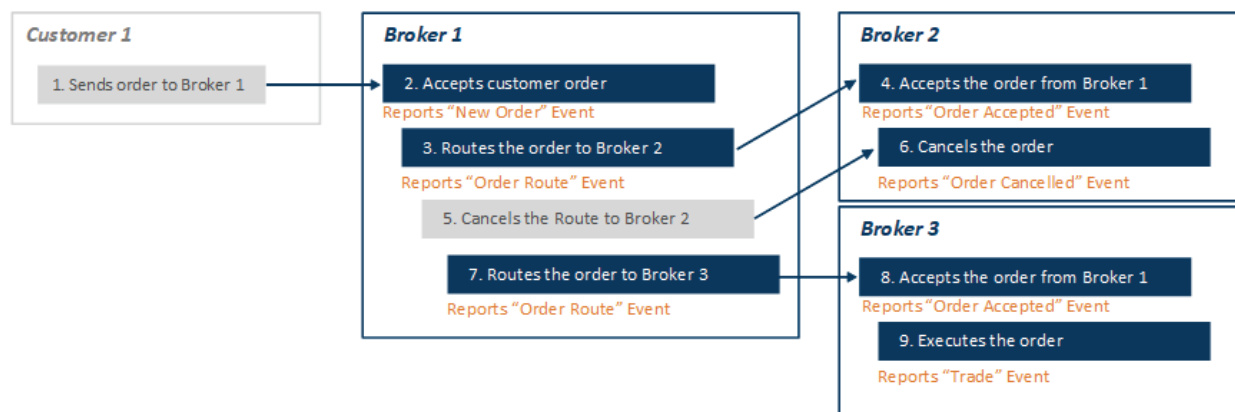 Customer 1
1. Sends order to Broker 1
Broker 1
2. Accepts customer order
Reports “New Order” Event
3. Routes the order to Broker 2
Reports “Order Route” Event
5. Cancels the Route to Broker 2
7. Routes the order to Broker 3
Reports “Order Route” Event
Broker 2
4. Accepts the order from Broker 1
Reports “Order Accepted” Event
6. Cancels the order
Reports “Order Cancelled” Event
Broker 3
8. Accepts the order from Broker 1
Reports “Order Accepted” Event
9. Executes the order
Reports “Trade” Event